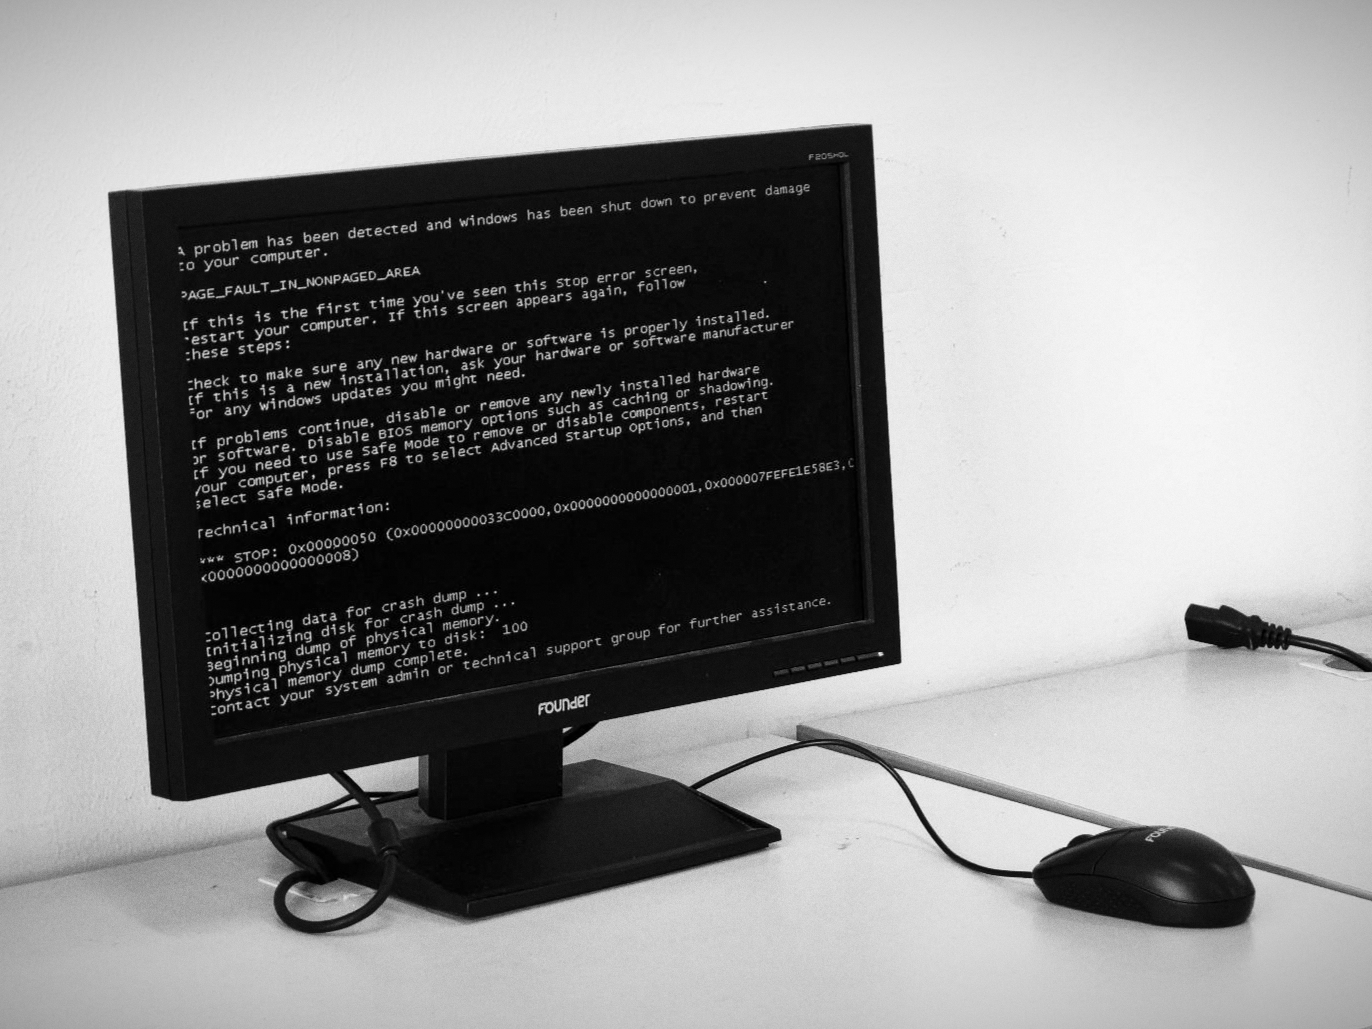 F205HQL
A problem has been detected and Windows has been shut down to prevent damage
to your computer.
PAGE_FAULT_IN_NONPAGED_AREA
If this is the first time you've seen this Stop error screen,
restart your computer. If this screen appears again, follow
these steps:
Check to make sure any new hardware or software is properly installed.
If this is a new installation, ask your hardware or software manufacturer
for any Windows updates you might need.
If problems continue, disable or remove any newly installed hardware
or software. Disable BIOS memory options such as caching or shadowing.
If you need to use Safe Mode to remove or disable components, restart
your computer, press F8 to select Advanced Startup Options, and then
select Safe Mode.
Technical information:
*** STOP: 0x00000050 (0x00000000033C0000,0x0000000000000001,0x000007FEFE1E58E3,0
x0000000000000008)
Collecting data for crash dump ...
Initializing disk for crash dump ...
Beginning dump of physical memory.
Dumping physical memory to disk: 100
Physical memory dump complete.
Contact your system admin or technical support group for further assistance.
FOUNDER